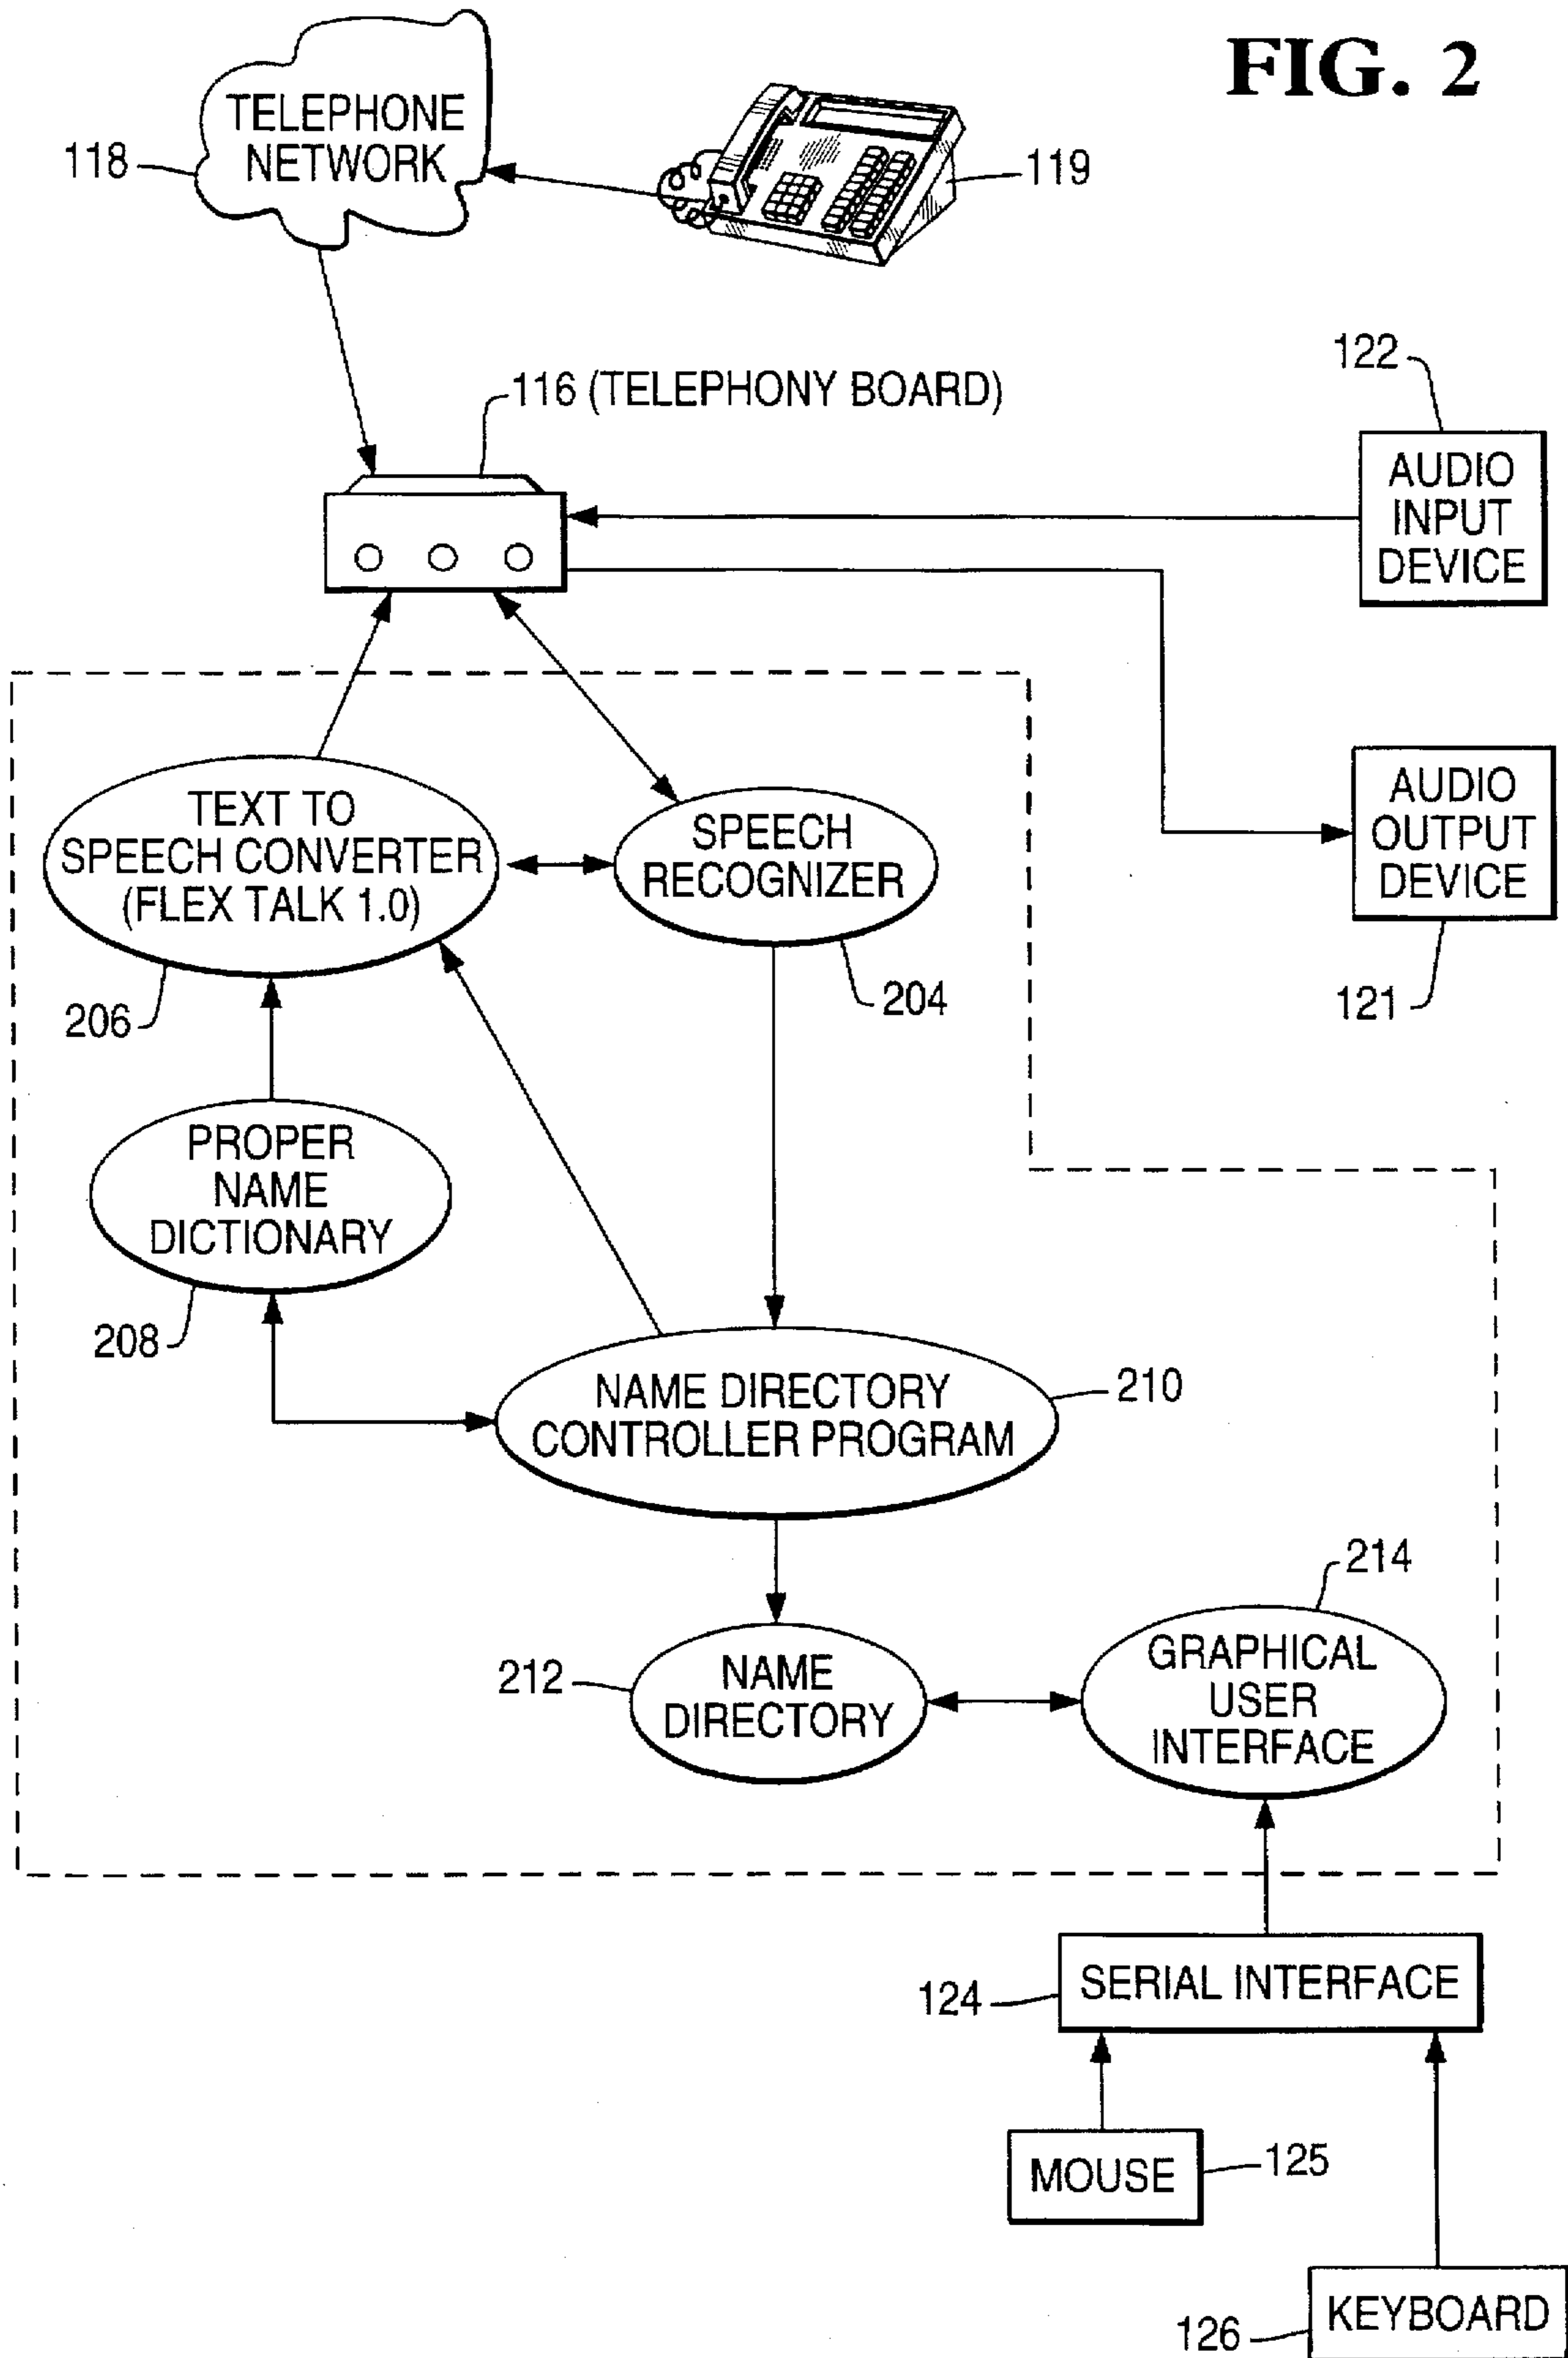 FIG. 2
TELEPHONE
NETWORK
118
119
116 (TELEPHONY BOARD)
122
AUDIO
INPUT
DEVICE
TEXT TO
SPEECH CONVERTER
(FLEX TALK 1.0)
206
SPEECH
RECOGNIZER
204
AUDIO
OUTPUT
DEVICE
121
PROPER
NAME
DICTIONARY
208
NAME DIRECTORY
CONTROLLER PROGRAM
210
212
NAME
DIRECTORY
214
GRAPHICAL
USER
INTERFACE
124
SERIAL INTERFACE
MOUSE
125
126
KEYBOARD